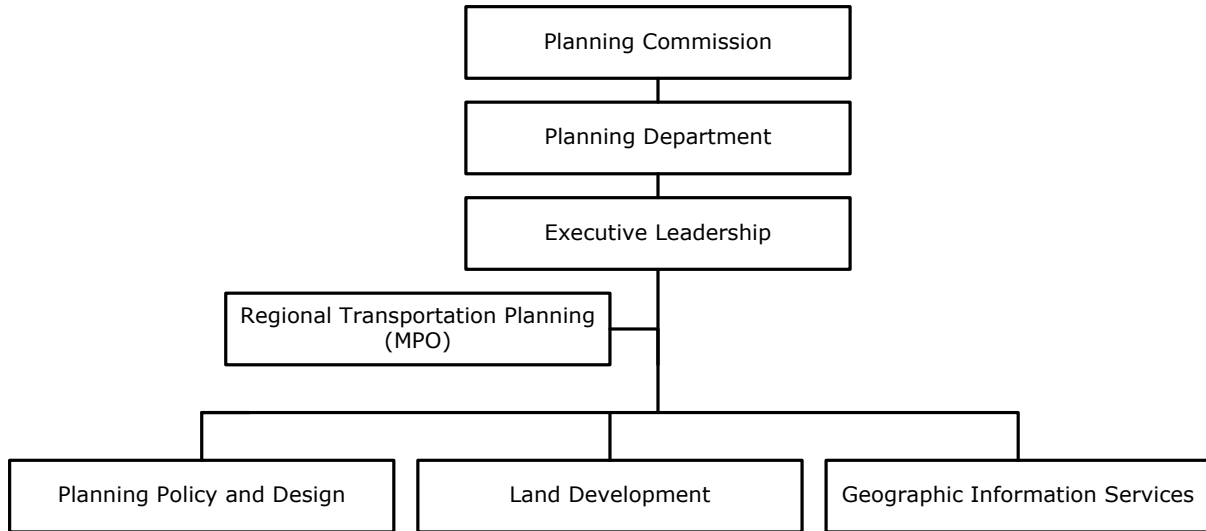 Planning Commission
Planning Department
Executive Leadership
Regional Transportation Planning
(MPO)
Planning Policy and Design
Land Development
Geographic Information Services